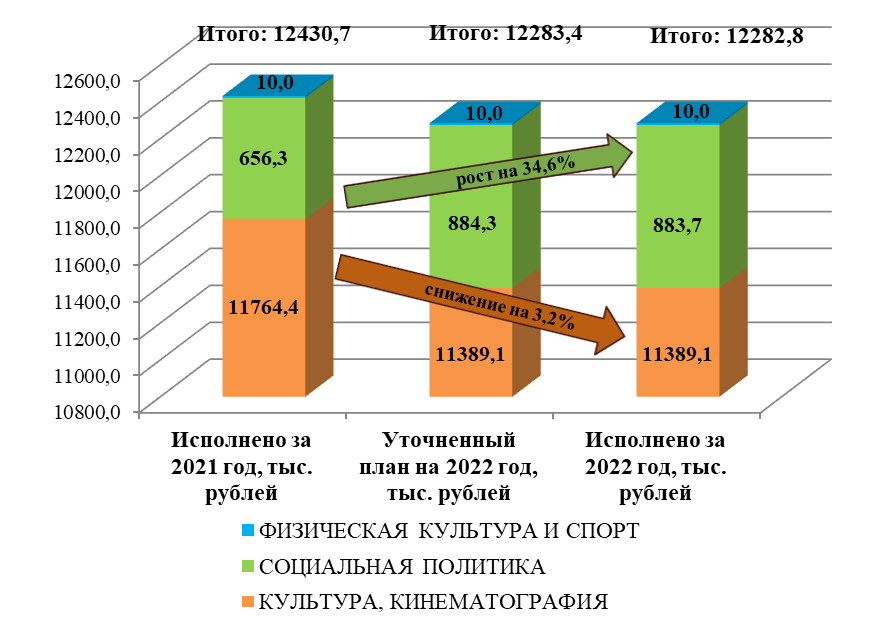 Итого: 12430,7
Итого: 12283,4
Итого: 12282,8
12600,0
12400,0
12200,0
12000,0
11800,0
11600,0
11400,0
11200,0
11000,0
10800,0
10,0
10,0
10,0
656,3
884,3
883,7
рост на 34,6%
снижение на 3,2%
11764,4
11389,1
11389,1
Исполнено за
2021 год, тыс.
рублей
Уточненный
план на 2022 год,
тыс. рублей
Исполнено за
2022 год, тыс.
рублей
ФИЗИЧЕСКАЯ КУЛЬТУРА И СПОРТ
СОЦИАЛЬНАЯ ПОЛИТИКА
КУЛЬТУРА, КИНЕМАТОГРАФИЯ